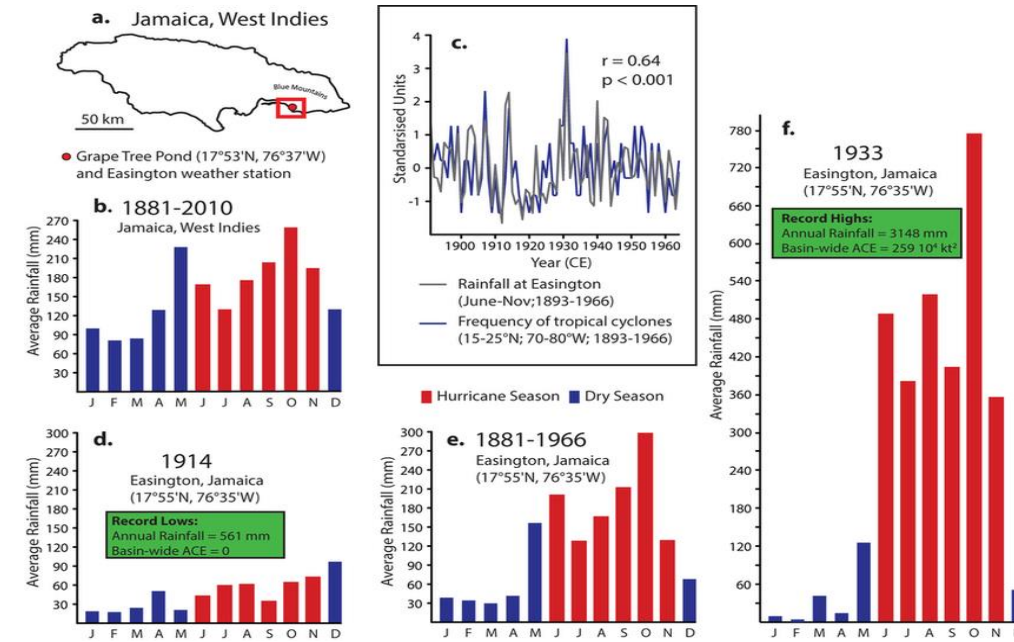 a. Jamaica, West Indies
Blue Mountains
50 km
Grape Tree Pond (17°53'N, 76°37'W)
and Easington weather station
b. 1881-2010
Jamaica, West Indies
Average Rainfall (mm)
270
240
210
180
150
120
90
60
30
J F M A M J J A S O N D
c.
r = 0.64
p < 0.001
Standarsised Units
4
3
2
1
0
-1
1900 1910 1920 1930 1940 1950 1960
Year (CE)
Rainfall at Easington
(June-Nov;1893-1966)
Frequency of tropical cyclones
(15-25°N; 70-80°W; 1893-1966)
Hurricane Season Dry Season
d. 1914
Easington, Jamaica
(17°55'N, 76°35'W)
Record Lows:
Annual Rainfall = 561 mm
Basin-wide ACE = 0
Average Rainfall (mm)
300
270
240
210
180
150
120
90
60
30
J F M A M J J A S O N D
e. 1881-1966
Easington, Jamaica
(17°55'N, 76°35'W)
Average Rainfall (mm)
300
270
240
210
180
150
120
90
60
30
J F M A M J J A S O N D
f.
1933
Easington, Jamaica
(17°55'N, 76°35'W)
Record Highs:
Annual Rainfall = 3148 mm
Basin-wide ACE = 259 10⁴ kt²
Average Rainfall (mm)
780
720
660
600
540
480
420
360
300
240
180
120
60
J F M A M J J A S O N